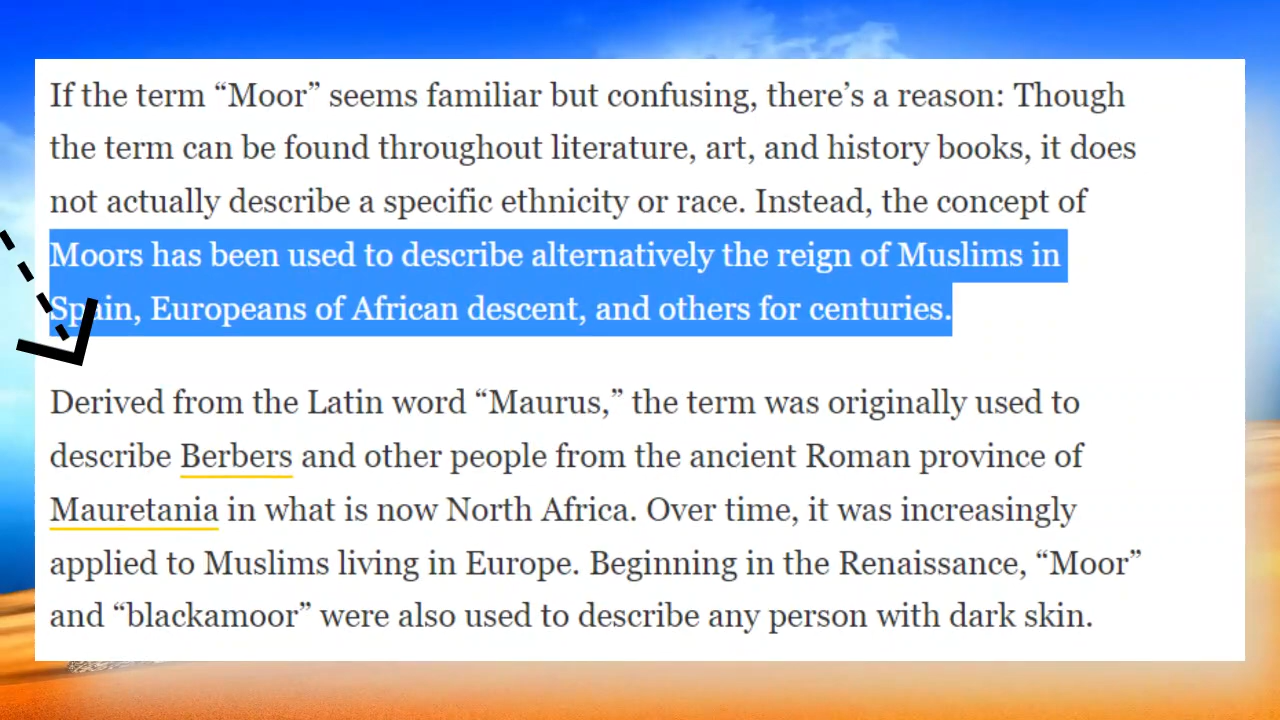 If the term “Moor” seems familiar but confusing, there’s a reason: Though
the term can be found throughout literature, art, and history books, it does
not actually describe a specific ethnicity or race. Instead, the concept of
Moors has been used to describe alternatively the reign of Muslims in
Spain, Europeans of African descent, and others for centuries.
Derived from the Latin word “Maurus,” the term was originally used to
describe Berbers and other people from the ancient Roman province of
Mauretania in what is now North Africa. Over time, it was increasingly
applied to Muslims living in Europe. Beginning in the Renaissance, “Moor”
and “blackamoor” were also used to describe any person with dark skin.